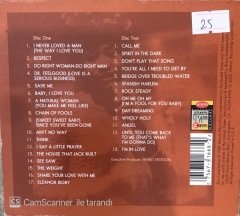 25
Disc One
1. I NEVER LOVED A MAN
(THE WAY I LOVE YOU)
2. RESPECT
3. DO RIGHT WOMAN-DO RIGHT MAN
4. DR. FEELGOOD (LOVE IS A
SERIOUS BUSINESS)
5. SAVE ME
6. BABY, I LOVE YOU
7. A NATURAL WOMAN
(YOU MAKE ME FEEL LIKE)
8. CHAIN OF FOOLS
9. (SWEET SWEET BABY)
SINCE YOU'VE BEEN GONE
10. AIN'T NO WAY
11. THINK
12. I SAY A LITTLE PRAYER
13. THE HOUSE THAT JACK BUILT
14. SEE SAW
15. THE WEIGHT
16. SHARE YOUR LOVE WITH ME
17. ELEANOR RIGBY
Disc Two
1. CALL ME
2. SPIRIT IN THE DARK
3. DON'T PLAY THAT SONG
4. YOU'RE ALL I NEED TO GET BY
5. BRIDGE OVER TROUBLED WATER
6. SPANISH HARLEM
7. ROCK STEADY
8. OH ME OH MY
(I'M A FOOL FOR YOU BABY)
9. DAY DREAMING
10. WHOLY HOLY
11. ANGEL
12. UNTIL YOU COME BACK
TO ME (THAT'S WHAT
I'M GONNA DO)
13. I'M IN LOVE
Executive Producer:
CS CamScanner ile tarandı